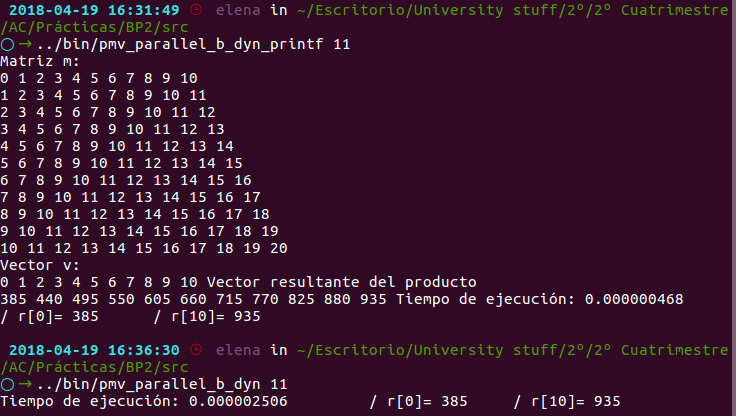 2018-04-19 16:31:49 elena in ~/Escritorio/University stuff/2º/2º Cuatrimestre
/AC/Prácticas/BP2/src
○→../bin/pmv_parallel_b_dyn_printf 11
Matriz m:
0 1 2 3 4 5 6 7 8 9 10
1 2 3 4 5 6 7 8 9 10 11
2 3 4 5 6 7 8 9 10 11 12
3 4 5 6 7 8 9 10 11 12 13
4 5 6 7 8 9 10 11 12 13 14
5 6 7 8 9 10 11 12 13 14 15
6 7 8 9 10 11 12 13 14 15 16
7 8 9 10 11 12 13 14 15 16 17
8 9 10 11 12 13 14 15 16 17 18
9 10 11 12 13 14 15 16 17 18 19
10 11 12 13 14 15 16 17 18 19 20
Vector v:
0 1 2 3 4 5 6 7 8 9 10 Vector resultante del producto
385 440 495 550 605 660 715 770 825 880 935 Tiempo de ejecución: 0.000000468
/ r[0]= 385 / r[10]= 935
2018-04-19 16:36:30 elena in ~/Escritorio/University stuff/2º/2º Cuatrimestre
/AC/Prácticas/BP2/src
○→../bin/pmv_parallel_b_dyn 11
Tiempo de ejecución: 0.000002506 / r[0]= 385 / r[10]= 935